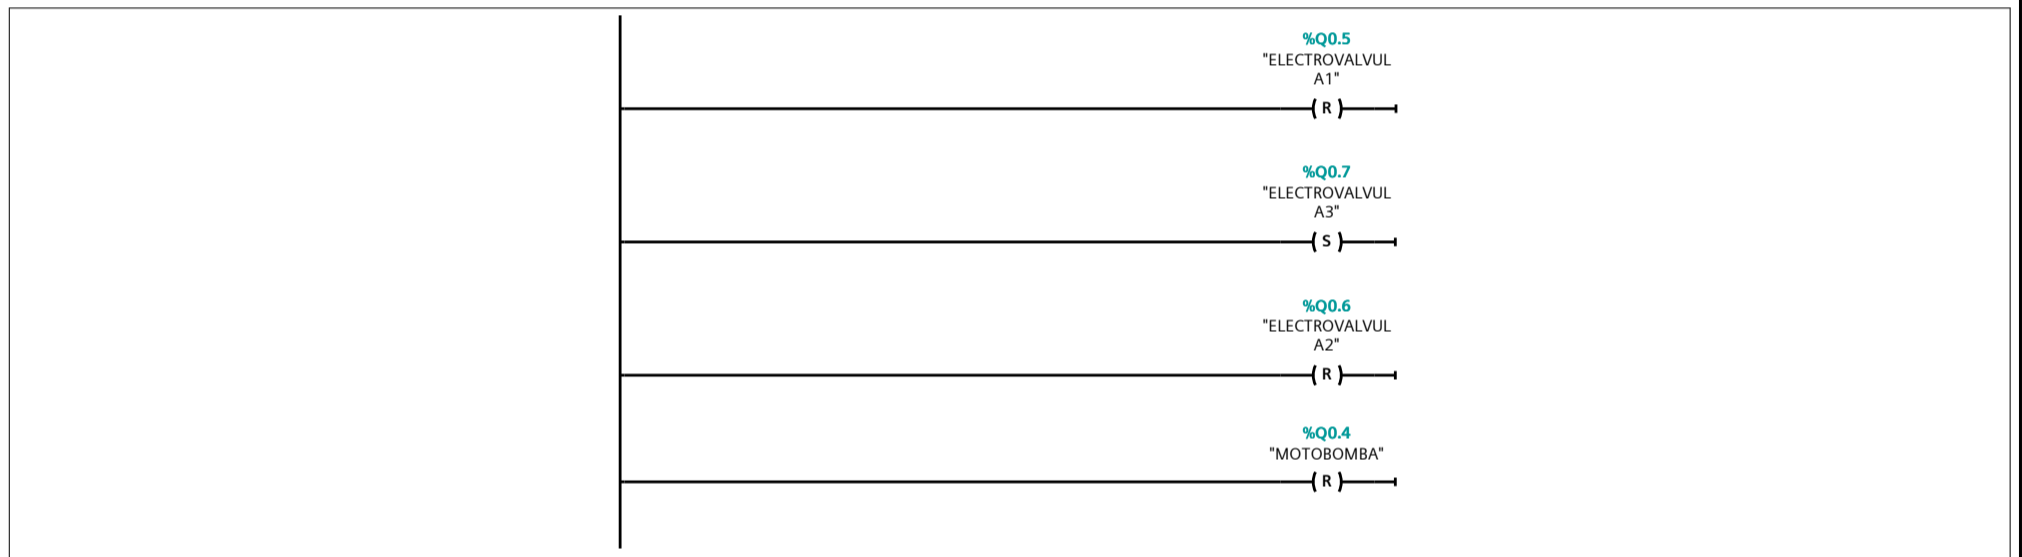 %Q0.5
"ELECTROVALVUL
A1"
( R )
%Q0.7
"ELECTROVALVUL
A3"
( S )
%Q0.6
"ELECTROVALVUL
A2"
( R )
%Q0.4
"MOTOBOMBA"
( R )